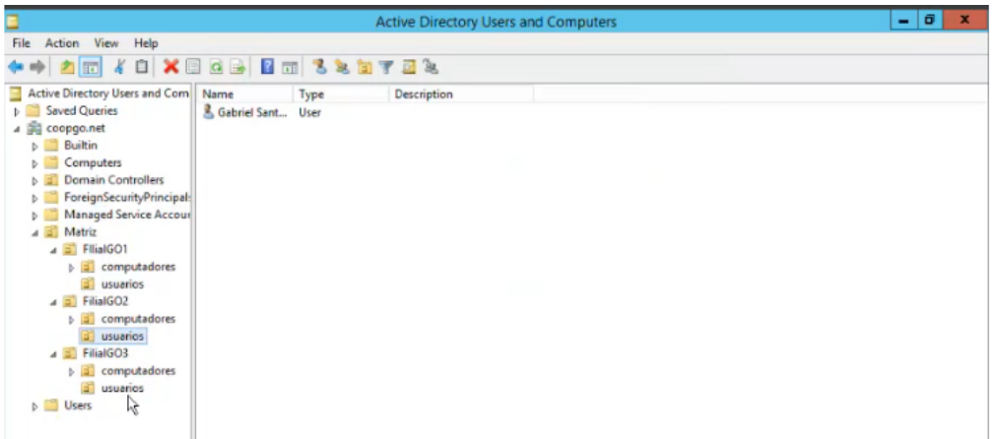 Active Directory Users and Computers
File Action View Help
Active Directory Users and Com
Saved Queries
coopgo.net
Builtin
Computers
Domain Controllers
ForeignSecurityPrincipals
Managed Service Accour
Matriz
FIlialGO1
computadores
usuarios
FilialGO2
computadores
usuarios
FilialGO3
computadores
usuarios
Users
Name Type Description
Gabriel Sant... User